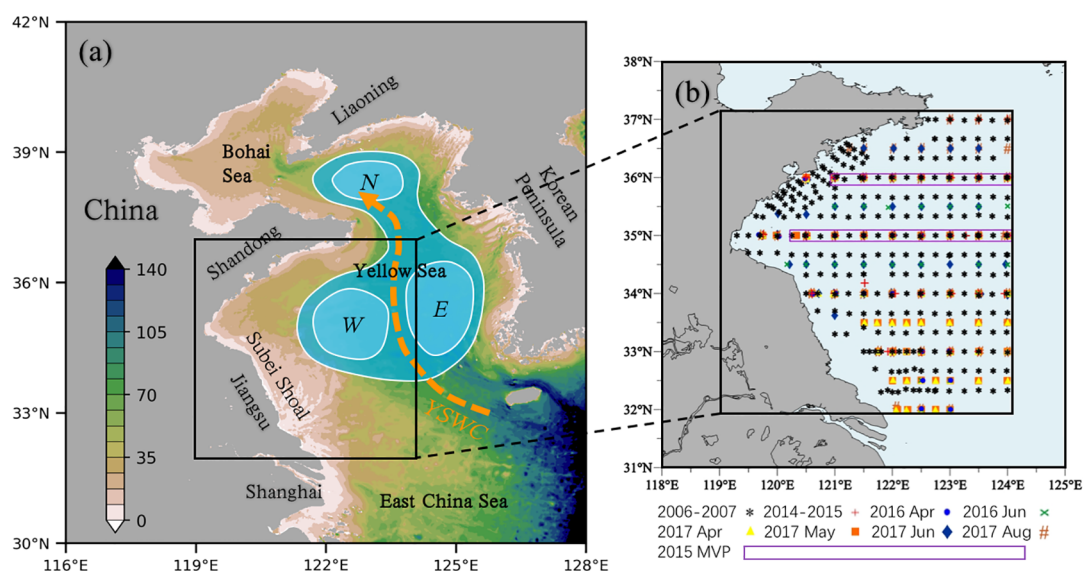 42°N
39°N
36°N
33°N
30°N
116°E
119°E
122°E
125°E
128°E
(a)
Liaoning
Bohai
Sea
N
Korean
Peninsula
China
Shandong
Yellow Sea
W
E
Subei Shoal
Jiangsu
YSWC
Shanghai
East China Sea
140
105
70
35
0
(b)
38°N
37°N
36°N
35°N
34°N
33°N
32°N
31°N
118°E
119°E
120°E
121°E
122°E
123°E
124°E
125°E
2006-2007 * 2014-2015 + 2016 Apr ● 2016 Jun ×
2017 Apr ▲ 2017 May ■ 2017 Jun ◆ 2017 Aug #
2015 MVP